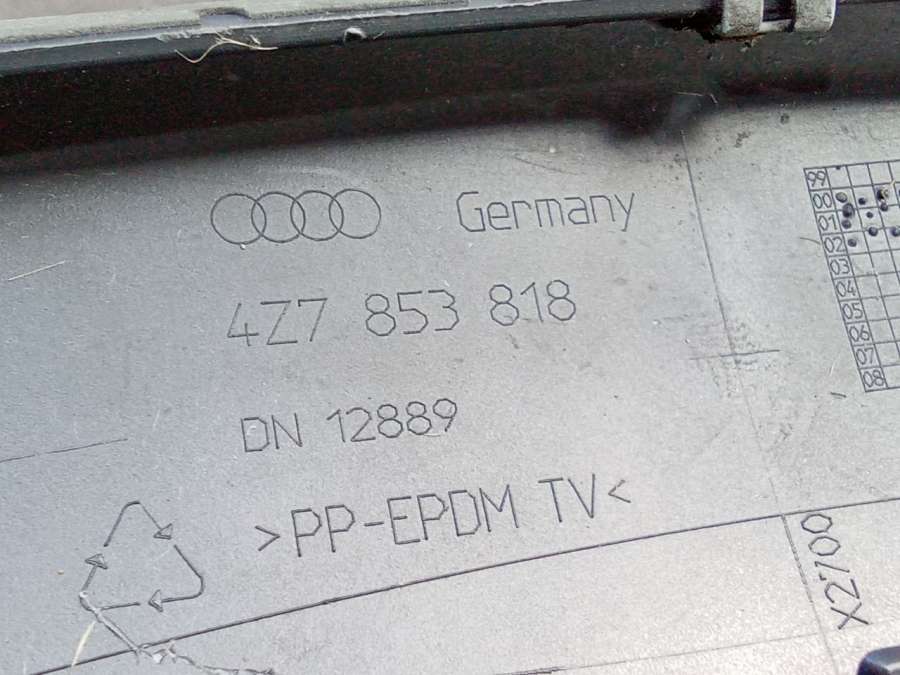 Germany
4Z7 853 818
DN 12889
>PP-EPDM TV<
99
00
01
02
03
04
05
06
07
08
X2700